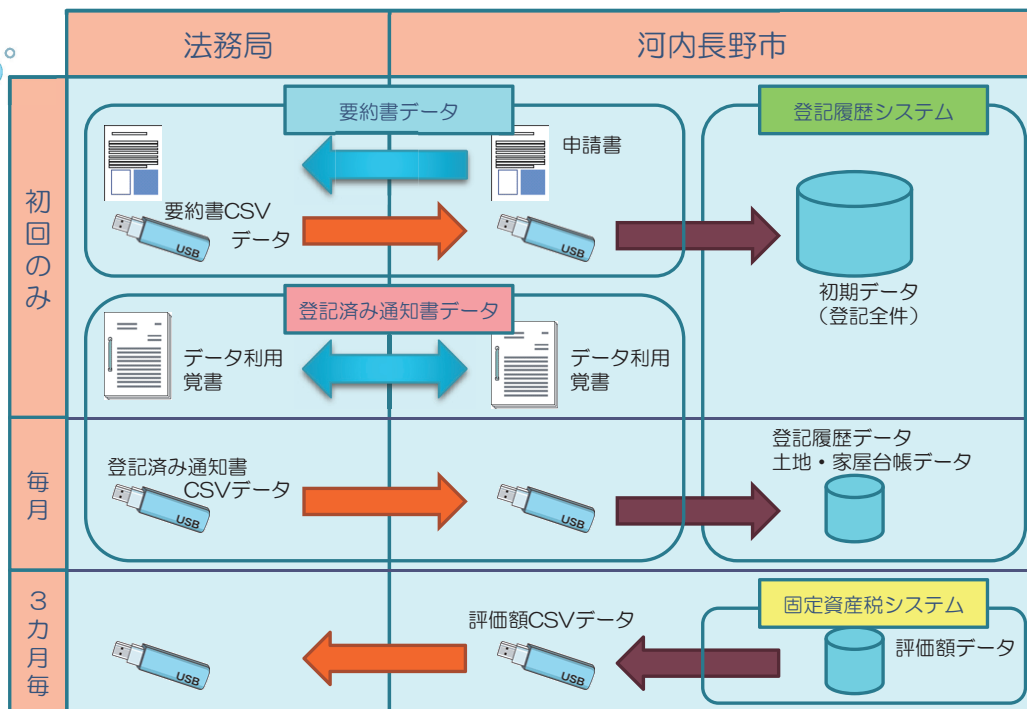 法務局
河内長野市
初回のみ
要約書データ
登記履歴システム
申請書
要約書CSV
データ
USB
USB
初期データ
（登記全件）
登記済み通知書データ
データ利用
覚書
データ利用
覚書
毎月
登記済み通知書
CSVデータ
USB
USB
登記履歴データ
土地・家屋台帳データ
３カ月毎
固定資産税システム
評価額CSVデータ
評価額データ
USB
USB